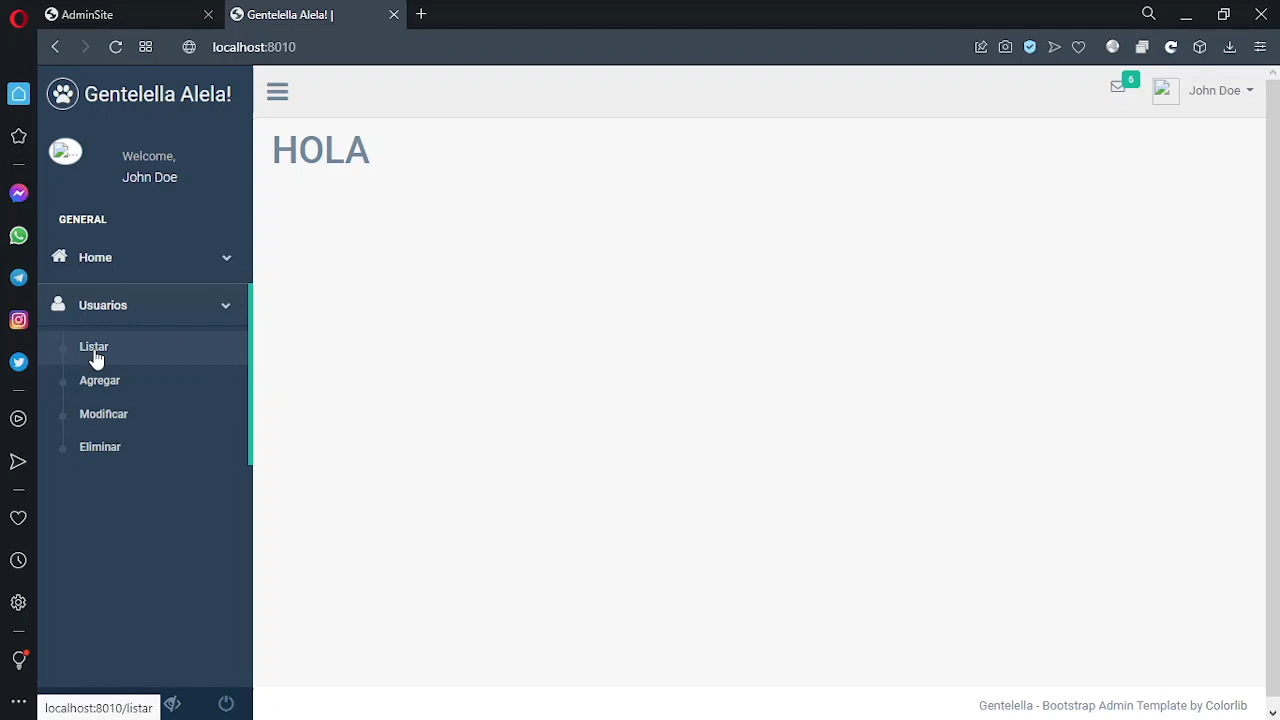 AdminSite
Gentelella Alela! |
localhost:8010
Gentelella Alela!
6
John Doe
HOLA
Welcome,
John Doe
GENERAL
Home
Usuarios
Listar
Agregar
Modificar
Eliminar
localhost:8010/listar
Gentelella - Bootstrap Admin Template by Colorlib